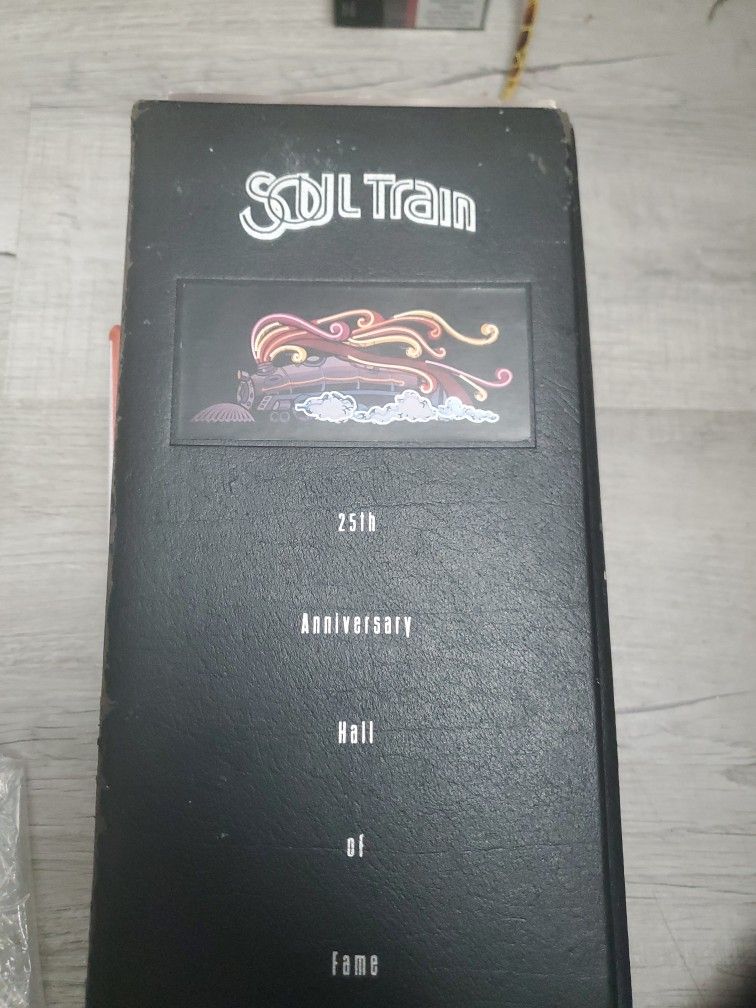 SOUL Train
25th
Anniversary
Hall
of
Fame